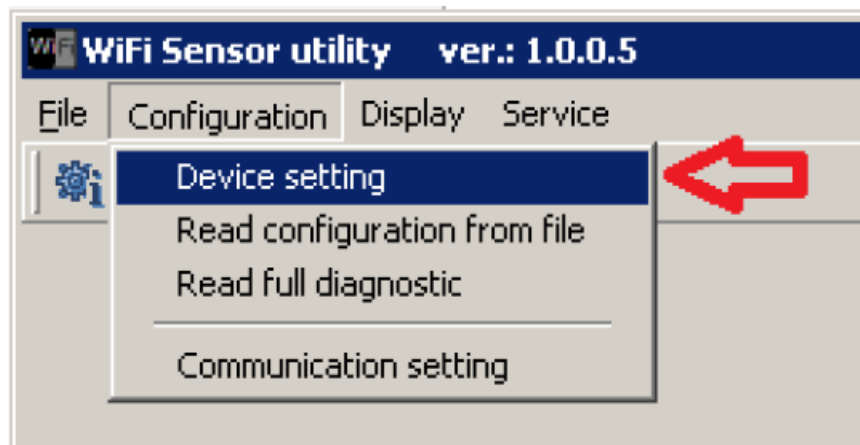 WiFi WiFi Sensor utility ver.: 1.0.0.5
File Configuration Display Service
Device setting
Read configuration from file
Read full diagnostic
Communication setting